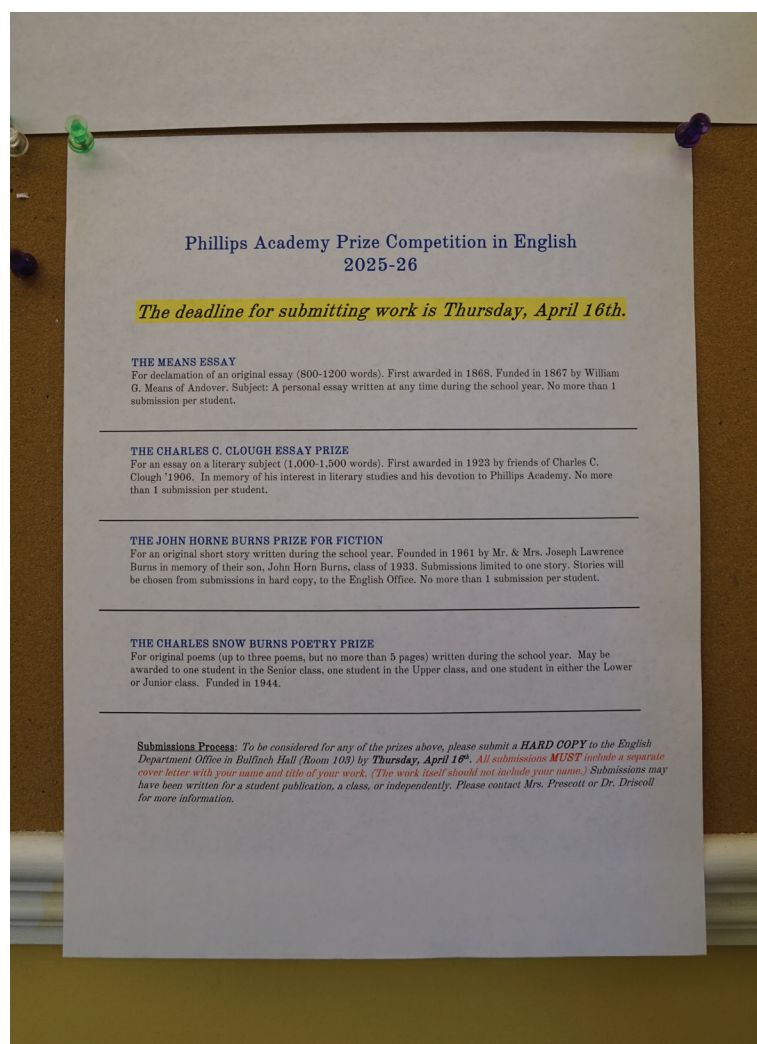 Phillips Academy Prize Competition in English
2025-26
The deadline for submitting work is Thursday, April 16th.
THE MEANS ESSAY
For declamation of an original essay (800-1200 words). First awarded in 1868. Funded in 1867 by William
G. Means of Andover. Subject: A personal essay written at any time during the school year. No more than 1
submission per student.
THE CHARLES C. CLOUGH ESSAY PRIZE
For an essay on a literary subject (1,000-1,500 words). First awarded in 1923 by friends of Charles C.
Clough '1906. In memory of his interest in literary studies and his devotion to Phillips Academy. No more
than 1 submission per student.
THE JOHN HORNE BURNS PRIZE FOR FICTION
For an original short story written during the school year. Founded in 1961 by Mr. & Mrs. Joseph Lawrence
Burns in memory of their son, John Horn Burns, class of 1933. Submissions limited to one story. Stories will
be chosen from submissions in hard copy, to the English Office. No more than 1 submission per student.
THE CHARLES SNOW BURNS POETRY PRIZE
For original poems (up to three poems, but no more than 5 pages) written during the school year. May be
awarded to one student in the Senior class, one student in the Upper class, and one student in either the Lower
or Junior class. Funded in 1944.
Submissions Process: To be considered for any of the prizes above, please submit a HARD COPY to the English
Department Office in Bulfinch Hall (Room 103) by Thursday, April 16th. All submissions MUST include a separate
cover letter with your name and title of your work. (The work itself should not include your name.) Submissions may
have been written for a student publication, a class, or independently. Please contact Mrs. Prescott or Dr. Driscoll
for more information.